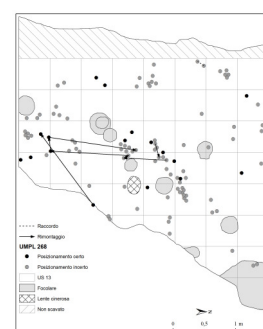 Raccordo
Rimontaggio
UMPL 268
Posizionamento certo
Posizionamento incerto
US 13
Focolare
Lente cinerosa
Non scavato
N
0 0,5 1 m